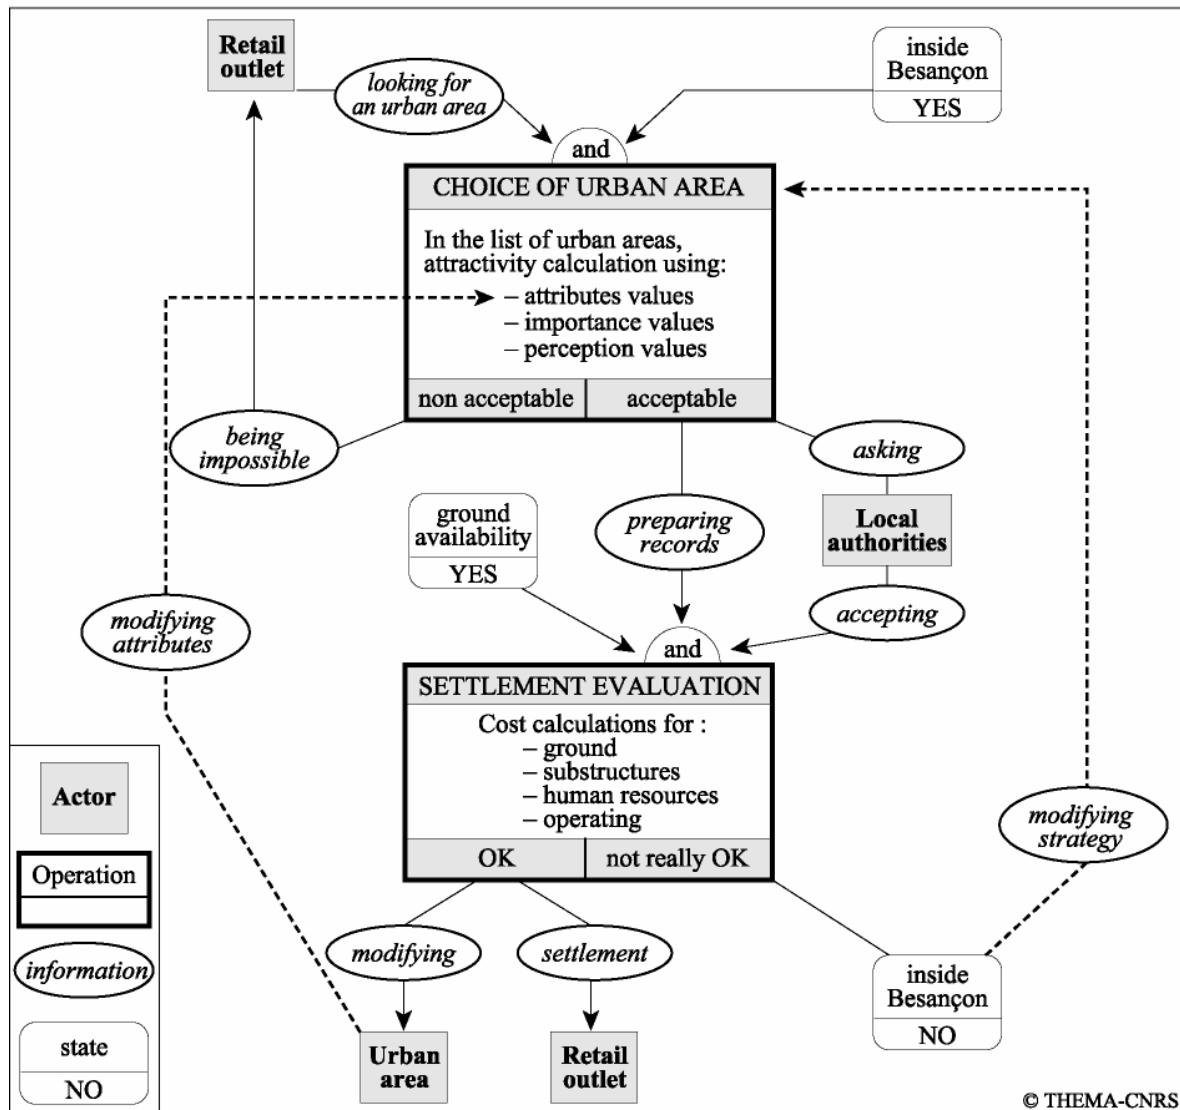 Retail
outlet
looking for
an urban area
inside
Besançon
YES
and
CHOICE OF URBAN AREA
In the list of urban areas,
attractivity calculation using:
– attributes values
– importance values
– perception values
non acceptable
acceptable
being
impossible
asking
ground
availability
YES
preparing
records
Local
authorities
modifying
attributes
accepting
and
SETTLEMENT EVALUATION
Cost calculations for :
– ground
– substructures
– human resources
– operating
OK
not really OK
modifying
strategy
modifying
settlement
inside
Besançon
NO
Urban
area
Retail
outlet
Actor
Operation
information
state
NO
© THEMA-CNRS